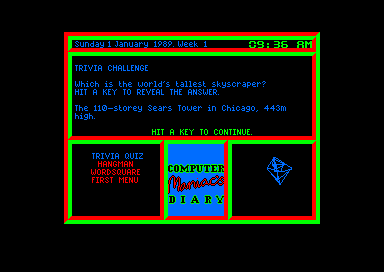 Sunday 1 January 1989. Week 1
09:36 AM
TRIVIA CHALLENGE
Which is the world's tallest skyscraper?
HIT A KEY TO REVEAL THE ANSWER.
The 110-storey Sears Tower in Chicago, 443m
high.
HIT A KEY TO CONTINUE.
TRIVIA QUIZ
HANGMAN
WORDSQUARE
FIRST MENU
COMPUTER
Maniacs
DIARY